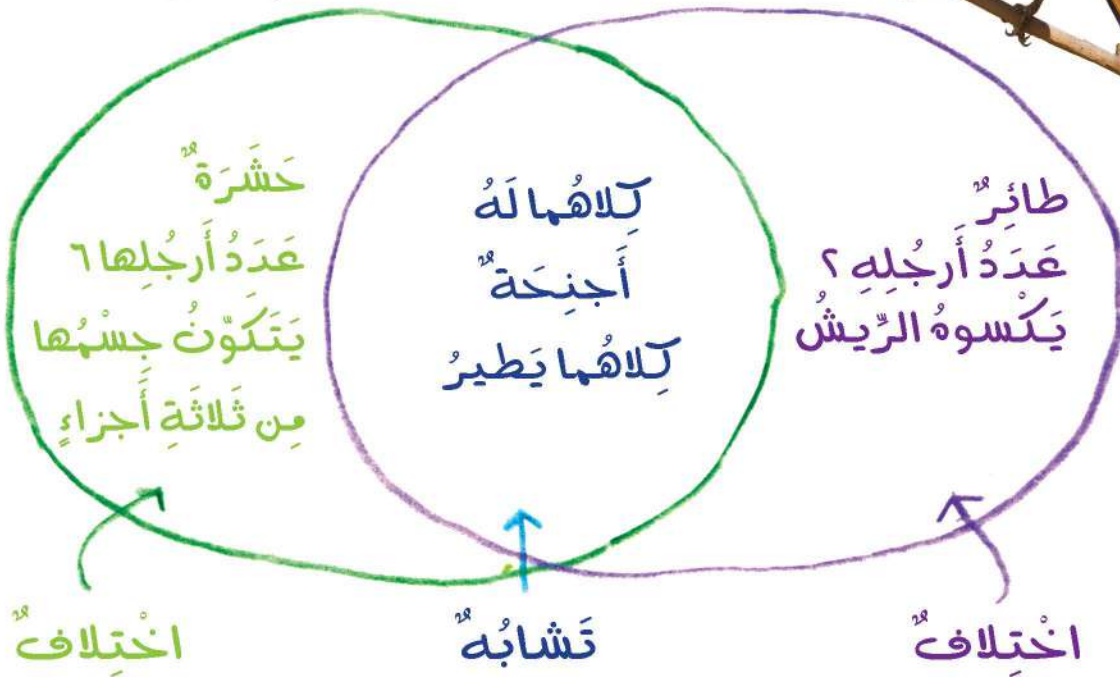 طائِرٌ
عَدَدُ أَرجُلِهِ ٢
يَكْسوهُ الرِّيشُ
كِلاهُما لَهُ
أَجنِحَةٌ
كِلاهُما يَطيرُ
حَشَرَةٌ
عَدَدُ أَرجُلِها ٦
يَتَكَوّنُ جِسْمُها
مِن ثَلاثَةِ أَجزاءٍ
اخْتِلافٌ
تَشابُهٌ
اخْتِلافٌ